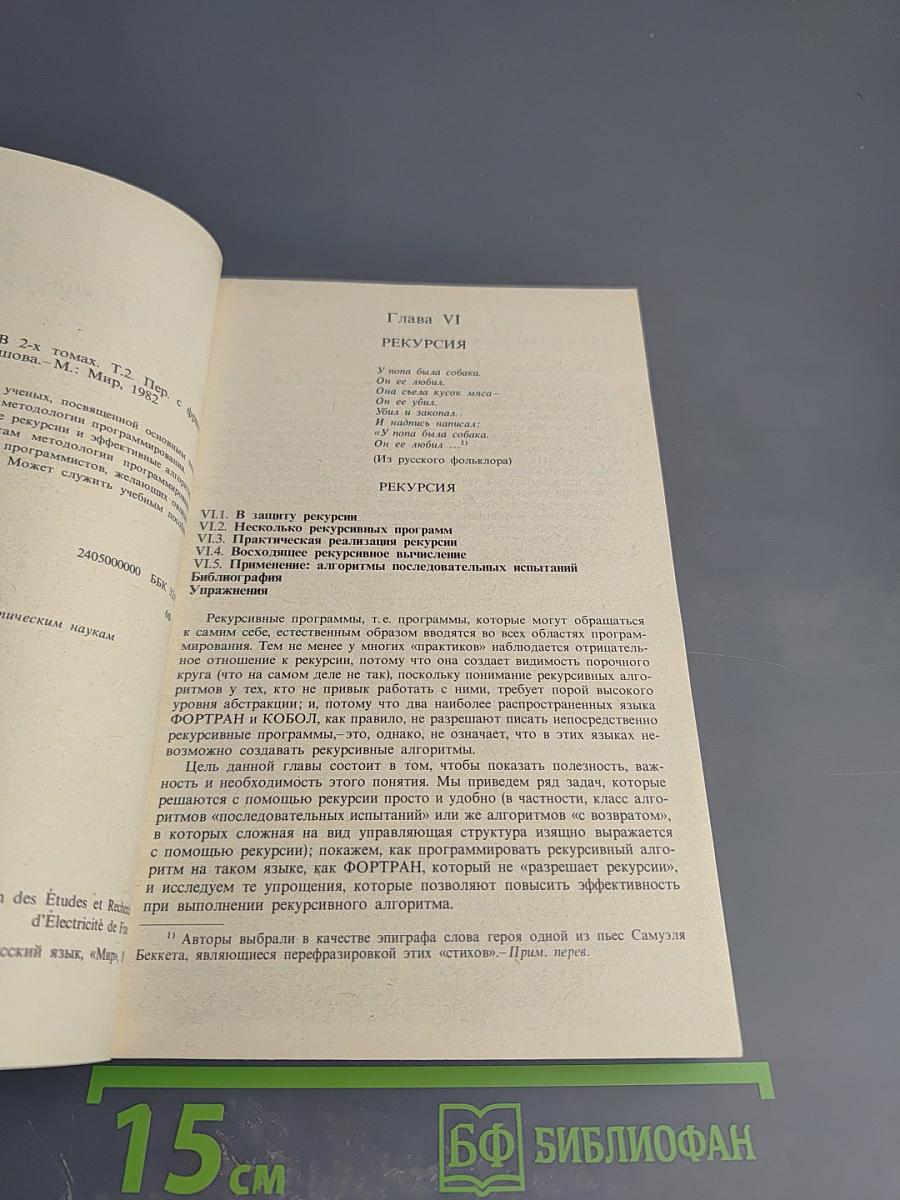 В 2-х томах. Т.2. Пер. с
шова.– М.: Мир, 1982
ученых, посвященной основным
методологии программирования.
е рекурсии и эффективные
там методологии
программистов, желающих
Может служить учебным
2405000000 ББК
тическим наукам
des Études et
d'Électricité de
сский язык, «Мир»,
Глава VI
РЕКУРСИЯ
У попа была собака.
Он ее любил.
Она съела кусок мяса–
Он ее убил.
Убил и закопал.
И надпись написал:
«У попа была собака.
Он ее любил ...¹⁾
(Из русского фольклора)
РЕКУРСИЯ
VI.1. В защиту рекурсии
VI.2. Несколько рекурсивных программ
VI.3. Практическая реализация рекурсии
VI.4. Восходящее рекурсивное вычисление
VI.5. Применение: алгоритмы последовательных испытаний
Библиография
Упражнения
Рекурсивные программы, т.е. программы, которые могут обращаться
к самим себе, естественным образом вводятся во всех областях програм-
мирования. Тем не менее у многих «практиков» наблюдается отрицатель-
ное отношение к рекурсии, потому что она создает видимость порочного
круга (что на самом деле не так), поскольку понимание рекурсивных алго-
ритмов у тех, кто не привык работать с ними, требует порой высокого
уровня абстракции; и, потому что два наиболее распространенных языка
ФОРТРАН и КОБОЛ, как правило, не разрешают писать непосредственно
рекурсивные программы,–это, однако, не означает, что в этих языках не-
возможно создавать рекурсивные алгоритмы.
Цель данной главы состоит в том, чтобы показать полезность, важ-
ность и необходимость этого понятия. Мы приведем ряд задач, которые
решаются с помощью рекурсии просто и удобно (в частности, класс алго-
ритмов «последовательных испытаний» или же алгоритмов «с возвратом»,
в которых сложная на вид управляющая структура изящно выражается
с помощью рекурсии); покажем, как программировать рекурсивный алго-
ритм на таком языке, как ФОРТРАН, который не «разрешает рекурсии»,
и исследуем те упрощения, которые позволяют повысить эффективность
при выполнении рекурсивного алгоритма.
¹⁾ Авторы выбрали в качестве эпиграфа слова героя одной из пьес Самуэля
Беккета, являющиеся перефразировкой этих «стихов».–Прим. перев.
15 см
БФ БИБЛИОФАН